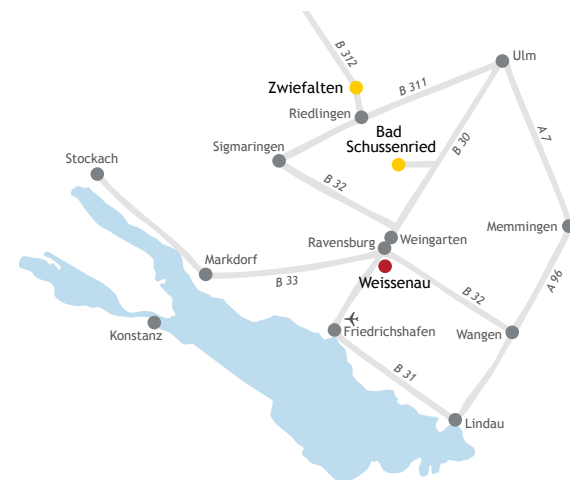 B 312
Ulm
Zwiefalten
B 311
Riedlingen
Bad
Schussenried
B 30
A 7
Sigmaringen
Stockach
B 32
Memmingen
Ravensburg
Weingarten
Markdorf
Weissenau
B 33
A 96
B 32
Konstanz
Friedrichshafen
Wangen
B 31
Lindau